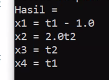 Hasil =
x1 = t1 - 1.0
x2 = 2.0t2
x3 = t2
x4 = t1